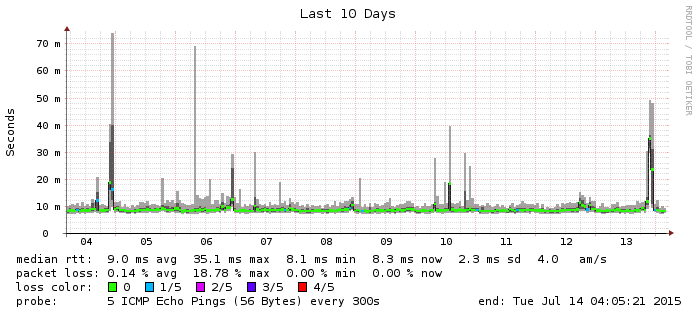 Last 10 Days
RRDTOOL / TOBI OETIKER
Seconds
70 m
60 m
50 m
40 m
30 m
20 m
10 m
0
04 05 06 07 08 09 10 11 12 13
median rtt: 9.0 ms avg 35.1 ms max 8.1 ms min 8.3 ms now 2.3 ms sd 4.0 am/s
packet loss: 0.14 % avg 18.78 % max 0.00 % min 0.00 % now
loss color: 0 1/5 2/5 3/5 4/5
probe: 5 ICMP Echo Pings (56 Bytes) every 300s end: Tue Jul 14 04:05:21 2015